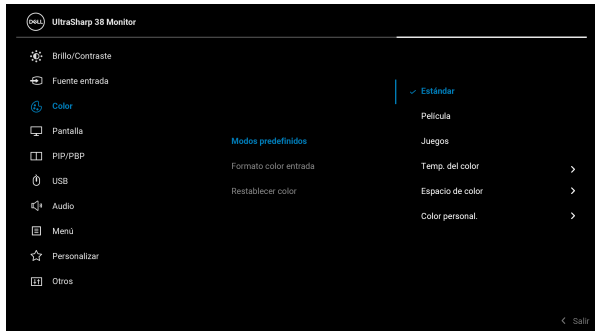 DELL UltraSharp 38 Monitor
Brillo/Contraste
Fuente entrada
Color
Pantalla
PIP/PBP
USB
Audio
Menú
Personalizar
Otros
Modos predefinidos
Formato color entrada
Restablecer color
Estándar
Película
Juegos
Temp. del color
Espacio de color
Color personal.
Salir